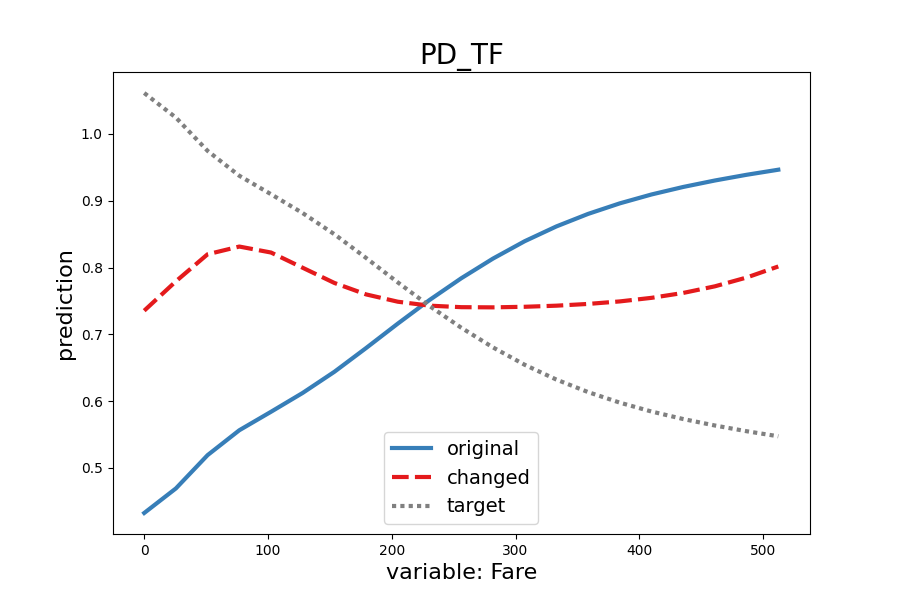 PD_TF
1.0
0.9
0.8
0.7
0.6
0.5
prediction
original
changed
target
0 100 200 300 400 500
variable: Fare